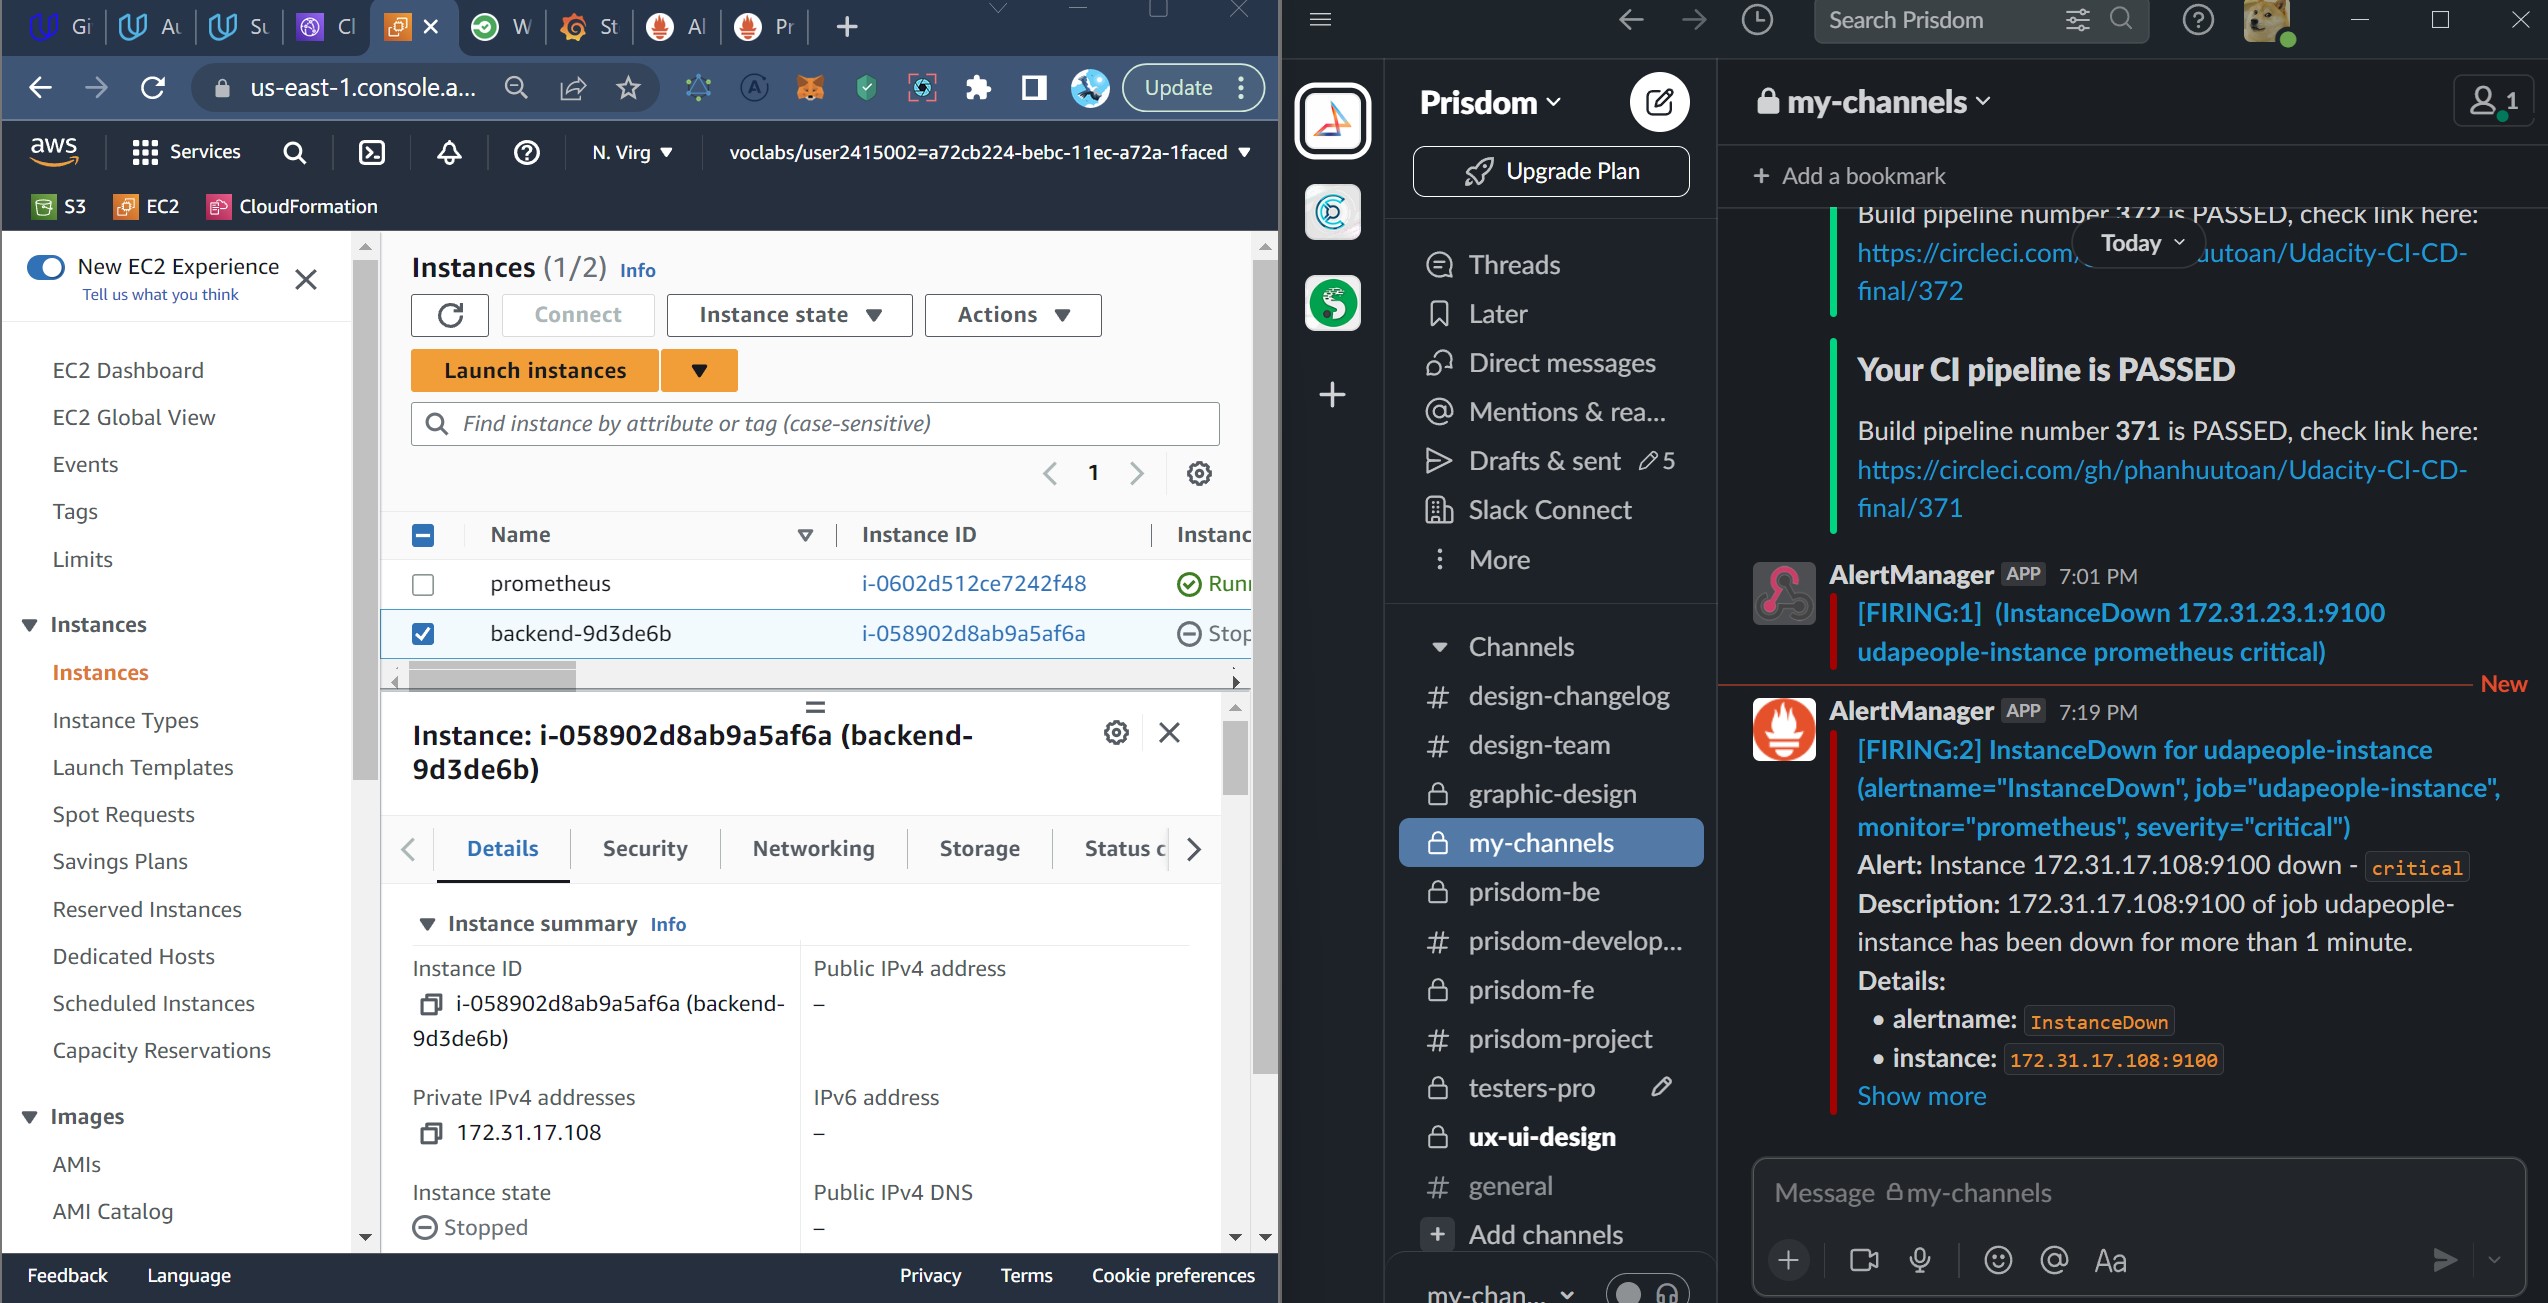 Gi
Au
Su
Cl
W
St
Al
Pr
us-east-1.console.a...
Update
aws
Services
N. Virg
voclabs/user2415002=a72cb224-bebc-11ec-a72a-1faced
S3
EC2
CloudFormation
New EC2 Experience
Tell us what you think
EC2 Dashboard
EC2 Global View
Events
Tags
Limits
Instances
Instances
Instance Types
Launch Templates
Spot Requests
Savings Plans
Reserved Instances
Dedicated Hosts
Scheduled Instances
Capacity Reservations
Images
AMIs
AMI Catalog
Instances (1/2) Info
Connect
Instance state
Actions
Launch instances
Find instance by attribute or tag (case-sensitive)
1
Name
Instance ID
Instanc
prometheus
i-0602d512ce7242f48
Runr
backend-9d3de6b
i-058902d8ab9a5af6a
Stop
Instance: i-058902d8ab9a5af6a (backend-
9d3de6b)
Details
Security
Networking
Storage
Status c
Instance summary Info
Instance ID
i-058902d8ab9a5af6a (backend-
9d3de6b)
Public IPv4 address
–
Private IPv4 addresses
172.31.17.108
IPv6 address
–
Instance state
Stopped
Public IPv4 DNS
–
Feedback
Language
Privacy
Terms
Cookie preferences
Search Prisdom
Prisdom
Upgrade Plan
Threads
Later
Direct messages
Mentions & rea...
Drafts & sent 5
Slack Connect
More
Channels
# design-changelog
# design-team
graphic-design
my-channels
prisdom-be
# prisdom-develop...
prisdom-fe
# prisdom-project
testers-pro
ux-ui-design
# general
+ Add channels
my-chan...
my-channels
1
+ Add a bookmark
Build pipeline number 372 is PASSED, check link here:
Today
https://circleci.com/ uutoan/Udacity-CI-CD-
final/372
Your CI pipeline is PASSED
Build pipeline number 371 is PASSED, check link here:
https://circleci.com/gh/phanhuutoan/Udacity-CI-CD-
final/371
AlertManager APP 7:01 PM
[FIRING:1] (InstanceDown 172.31.23.1:9100
udapeople-instance prometheus critical)
New
AlertManager APP 7:19 PM
[FIRING:2] InstanceDown for udapeople-instance
(alertname="InstanceDown", job="udapeople-instance",
monitor="prometheus", severity="critical")
Alert: Instance 172.31.17.108:9100 down - critical
Description: 172.31.17.108:9100 of job udapeople-
instance has been down for more than 1 minute.
Details:
• alertname: InstanceDown
• instance: 172.31.17.108:9100
Show more
Message my-channels
Aa